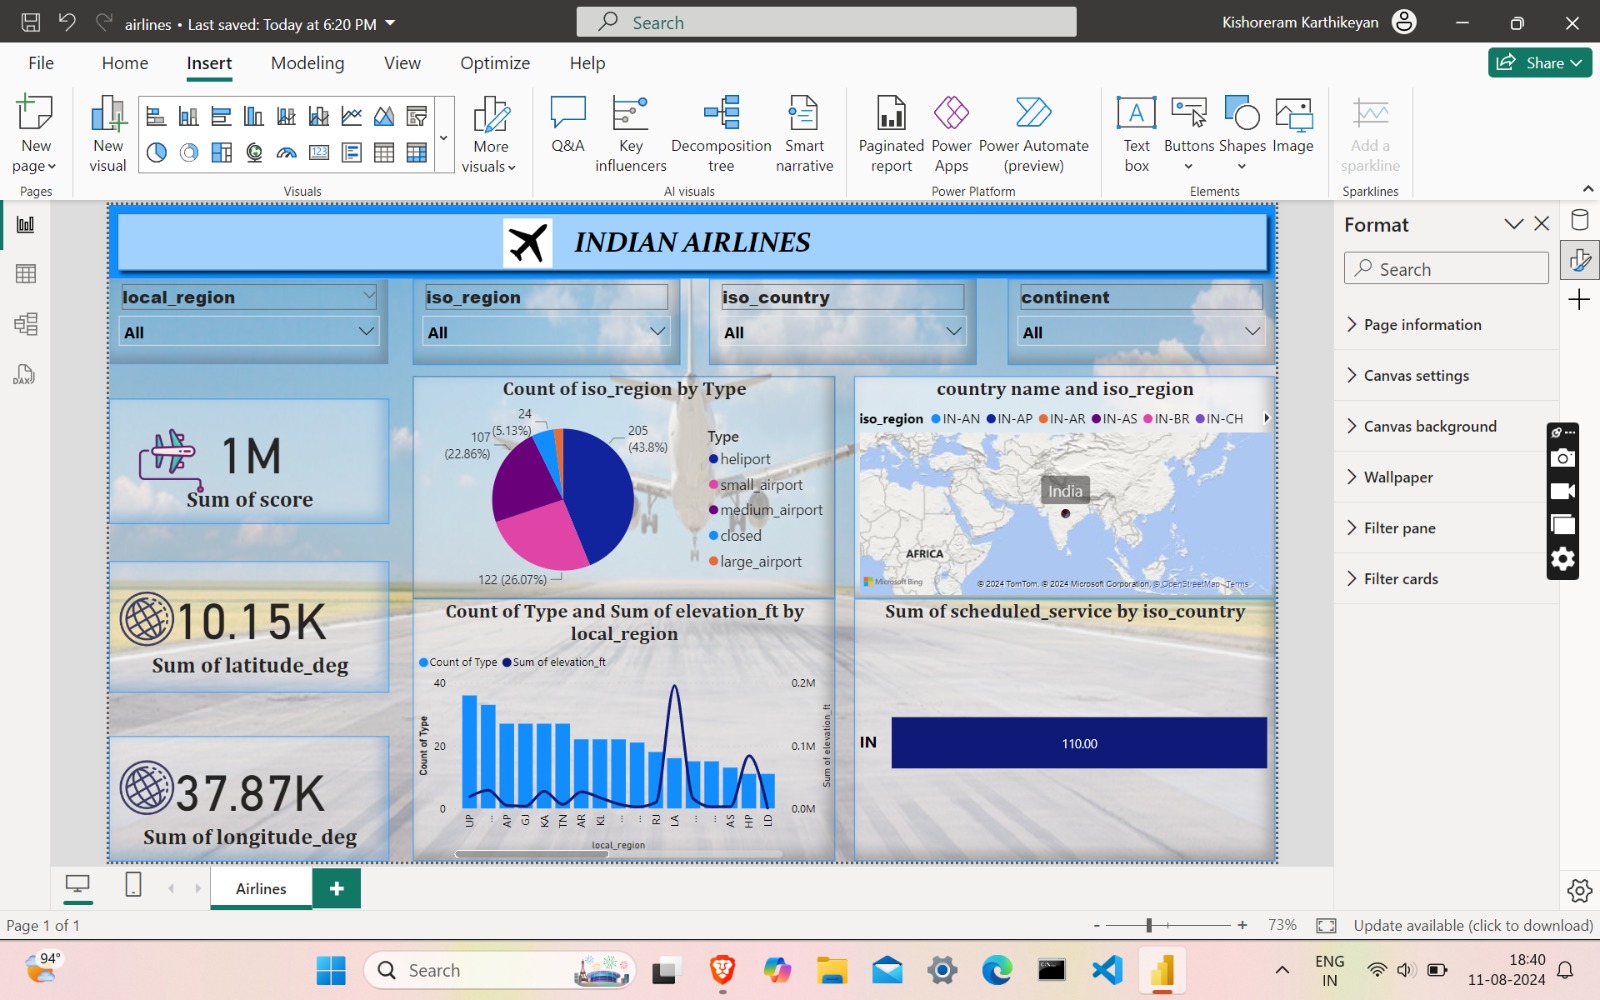 airlines • Last saved: Today at 6:20 PM
Search
Kishoreram Karthikeyan
File
Home
Insert
Modeling
View
Optimize
Help
Share
New page
Pages
New visual
More visuals
Visuals
Q&A
Key influencers
Decomposition tree
Smart narrative
AI visuals
Paginated report
Power Apps
Power Automate (preview)
Power Platform
Text box
Buttons
Shapes
Image
Elements
Add a sparkline
Sparklines
INDIAN AIRLINES
local_region
All
iso_region
All
iso_country
All
continent
All
1M
Sum of score
10.15K
Sum of latitude_deg
37.87K
Sum of longitude_deg
Count of iso_region by Type
24
(5.13%)
107
(22.86%)
205
(43.8%)
122 (26.07%)
Type
heliport
small_airport
medium_airport
closed
large_airport
country name and iso_region
iso_region IN-AN IN-AP IN-AR IN-AS IN-BR IN-CH
India
AFRICA
Microsoft Bing
© 2024 TomTom, © 2024 Microsoft Corporation, © OpenStreetMap Terms
Count of Type and Sum of elevation_ft by
local_region
Count of Type Sum of elevation_ft
40
20
0
Count of Type
0.2M
0.1M
0.0M
Sum of elevation_ft
UP ... AP GJ KA TN AR KL ... ... RJ LA ... ... AS HP LD
local_region
Sum of scheduled_service by iso_country
IN
110.00
Format
Search
Page information
Canvas settings
Canvas background
Wallpaper
Filter pane
Filter cards
DAX
Airlines
Page 1 of 1
73%
Update available (click to download)
94°
Search
ENG
IN
18:40
11-08-2024